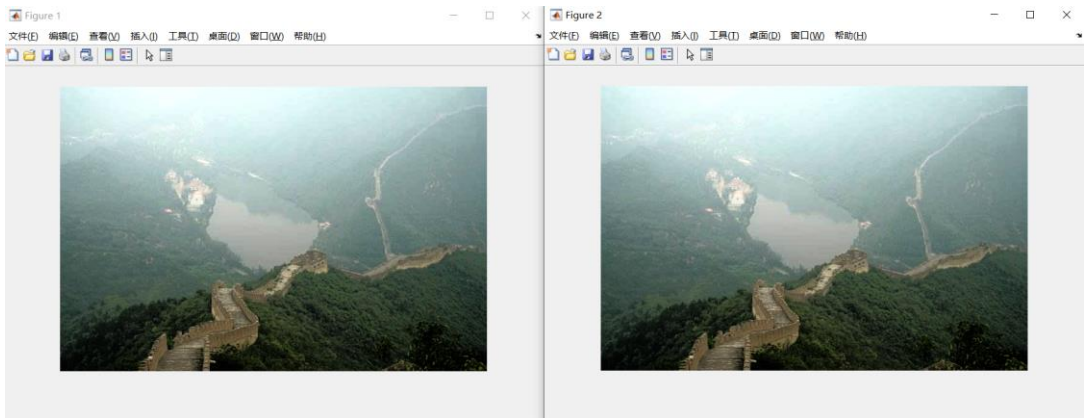 Figure 1
文件(F) 编辑(E) 查看(V) 插入(I) 工具(T) 桌面(D) 窗口(W) 帮助(H)
Figure 2
文件(F) 编辑(E) 查看(V) 插入(I) 工具(T) 桌面(D) 窗口(W) 帮助(H)